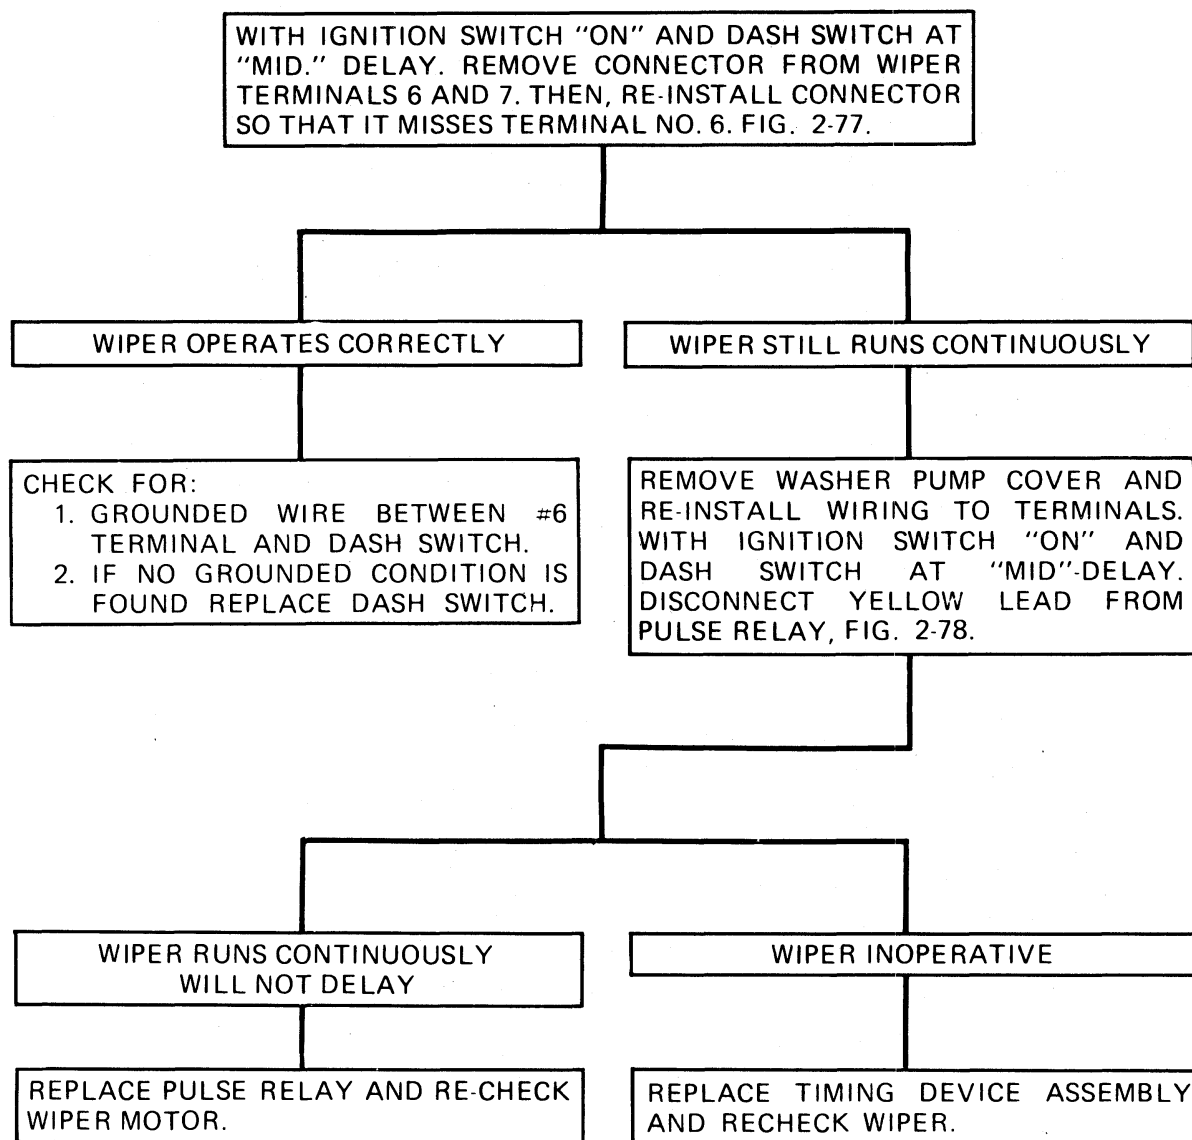 WITH IGNITION SWITCH "ON" AND DASH SWITCH AT
"MID." DELAY. REMOVE CONNECTOR FROM WIPER
TERMINALS 6 AND 7. THEN, RE-INSTALL CONNECTOR
SO THAT IT MISSES TERMINAL NO. 6. FIG. 2-77.
WIPER OPERATES CORRECTLY
WIPER STILL RUNS CONTINUOUSLY
CHECK FOR:
1. GROUNDED WIRE BETWEEN #6
TERMINAL AND DASH SWITCH.
2. IF NO GROUNDED CONDITION IS
FOUND REPLACE DASH SWITCH.
REMOVE WASHER PUMP COVER AND
RE-INSTALL WIRING TO TERMINALS.
WITH IGNITION SWITCH "ON" AND
DASH SWITCH AT "MID"-DELAY.
DISCONNECT YELLOW LEAD FROM
PULSE RELAY, FIG. 2-78.
WIPER RUNS CONTINUOUSLY
WILL NOT DELAY
WIPER INOPERATIVE
REPLACE PULSE RELAY AND RE-CHECK
WIPER MOTOR.
REPLACE TIMING DEVICE ASSEMBLY
AND RECHECK WIPER.